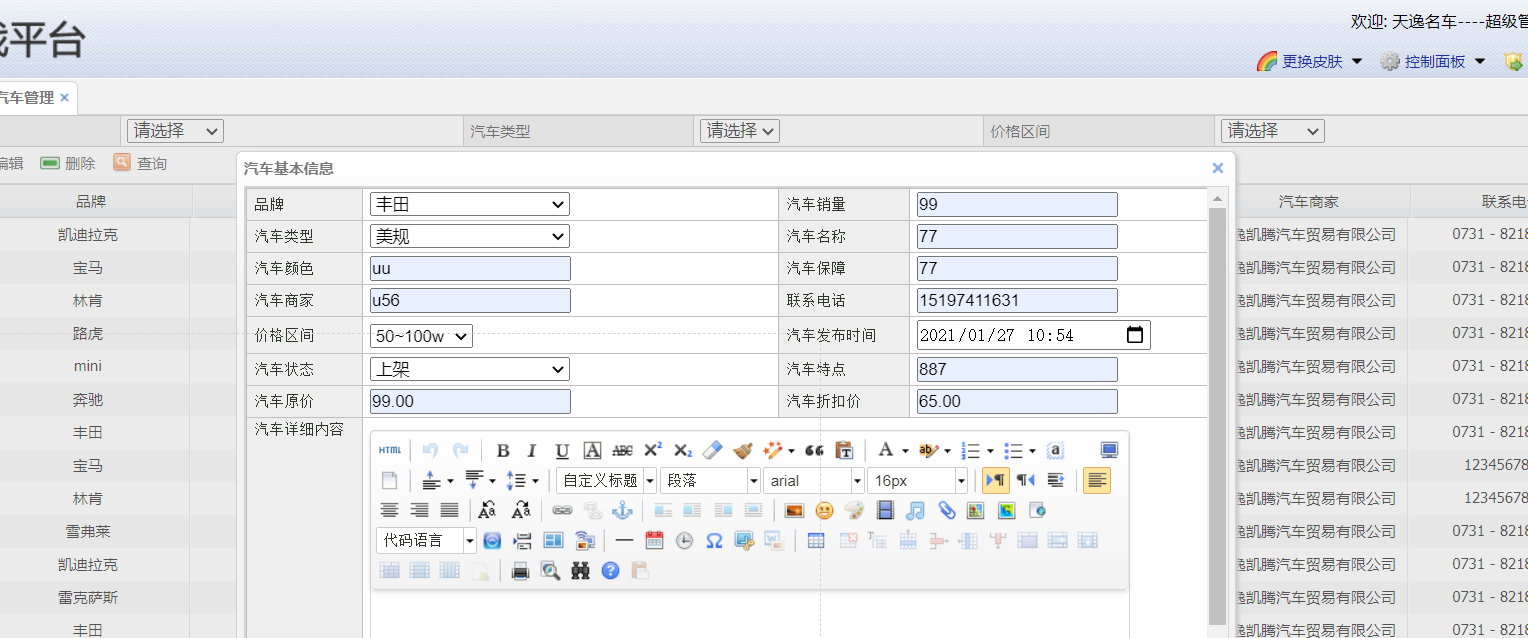 平台
欢迎: 天逸名车----超级管
更换皮肤 控制面板
汽车管理
请选择 汽车类型 请选择 价格区间 请选择
编辑 删除 查询
汽车基本信息
品牌 汽车商家 联系电
品牌 丰田 汽车销量 99
汽车类型 美规 汽车名称 77
汽车颜色 uu 汽车保障 77
汽车商家 u56 联系电话 15197411631
价格区间 50~100w 汽车发布时间 2021/01/27 10:54
汽车状态 上架 汽车特点 887
汽车原价 99.00 汽车折扣价 65.00
汽车详细内容
HTML B I U A ABC X² X₂ A ab a
自定义标题 段落 arial 16px
代码语言
凯迪拉克
宝马
林肯
路虎
mini
奔驰
丰田
宝马
林肯
雪弗莱
凯迪拉克
雷克萨斯
丰田
逸凯腾汽车贸易有限公司 0731 - 8218
逸凯腾汽车贸易有限公司 0731 - 8218
逸凯腾汽车贸易有限公司 0731 - 8218
逸凯腾汽车贸易有限公司 0731 - 8218
逸凯腾汽车贸易有限公司 0731 - 8218
逸凯腾汽车贸易有限公司 0731 - 8218
逸凯腾汽车贸易有限公司 0731 - 8218
逸凯腾汽车贸易有限公司 12345678
逸凯腾汽车贸易有限公司 12345678
逸凯腾汽车贸易有限公司 0731 - 8218
逸凯腾汽车贸易有限公司 0731 - 8218
逸凯腾汽车贸易有限公司 0731 - 8218
逸凯腾汽车贸易有限公司 0731 - 8218